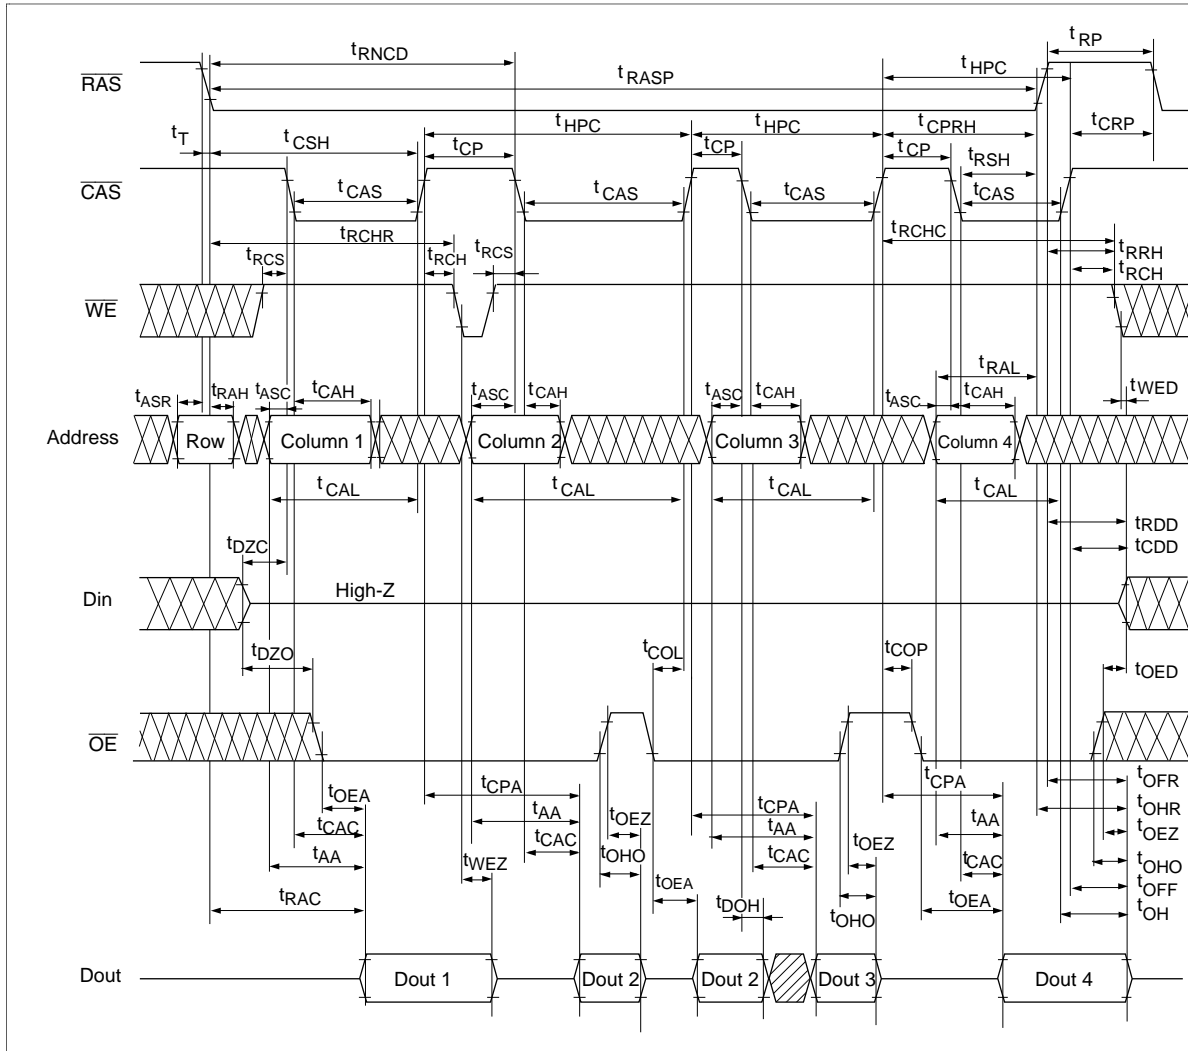 tRP
tRNCD
tHPC
RAS
tRASP
tT
tCSH
tHPC
tHPC
tCPRH
tCRP
tCP
tCP
tCP
tRSH
CAS
tCAS
tCAS
tCAS
tCAS
tRCHR
tRCHC
tRCS
tRCH
tRCS
tRRH
tRCH
WE
tRAL
tWED
tASR
tRAH
tASC
tCAH
tASC
tCAH
tASC
tCAH
tASC
tCAH
Address
Row
Column 1
Column 2
Column 3
Column 4
tCAL
tCAL
tCAL
tCAL
tRDD
tDZC
tCDD
Din
High-Z
tDZO
tCOL
tCOP
tOED
OE
tCPA
tCPA
tOFR
tOEA
tCPA
tOHR
tCAC
tAA
tOEZ
tAA
tOEZ
tAA
tOEZ
tAA
tCAC
tOHO
tCAC
tCAC
tOHO
tWEZ
tOFF
tRAC
tOEA
tDOH
tOHO
tOEA
tOH
Dout
Dout 1
Dout 2
Dout 2
Dout 3
Dout 4